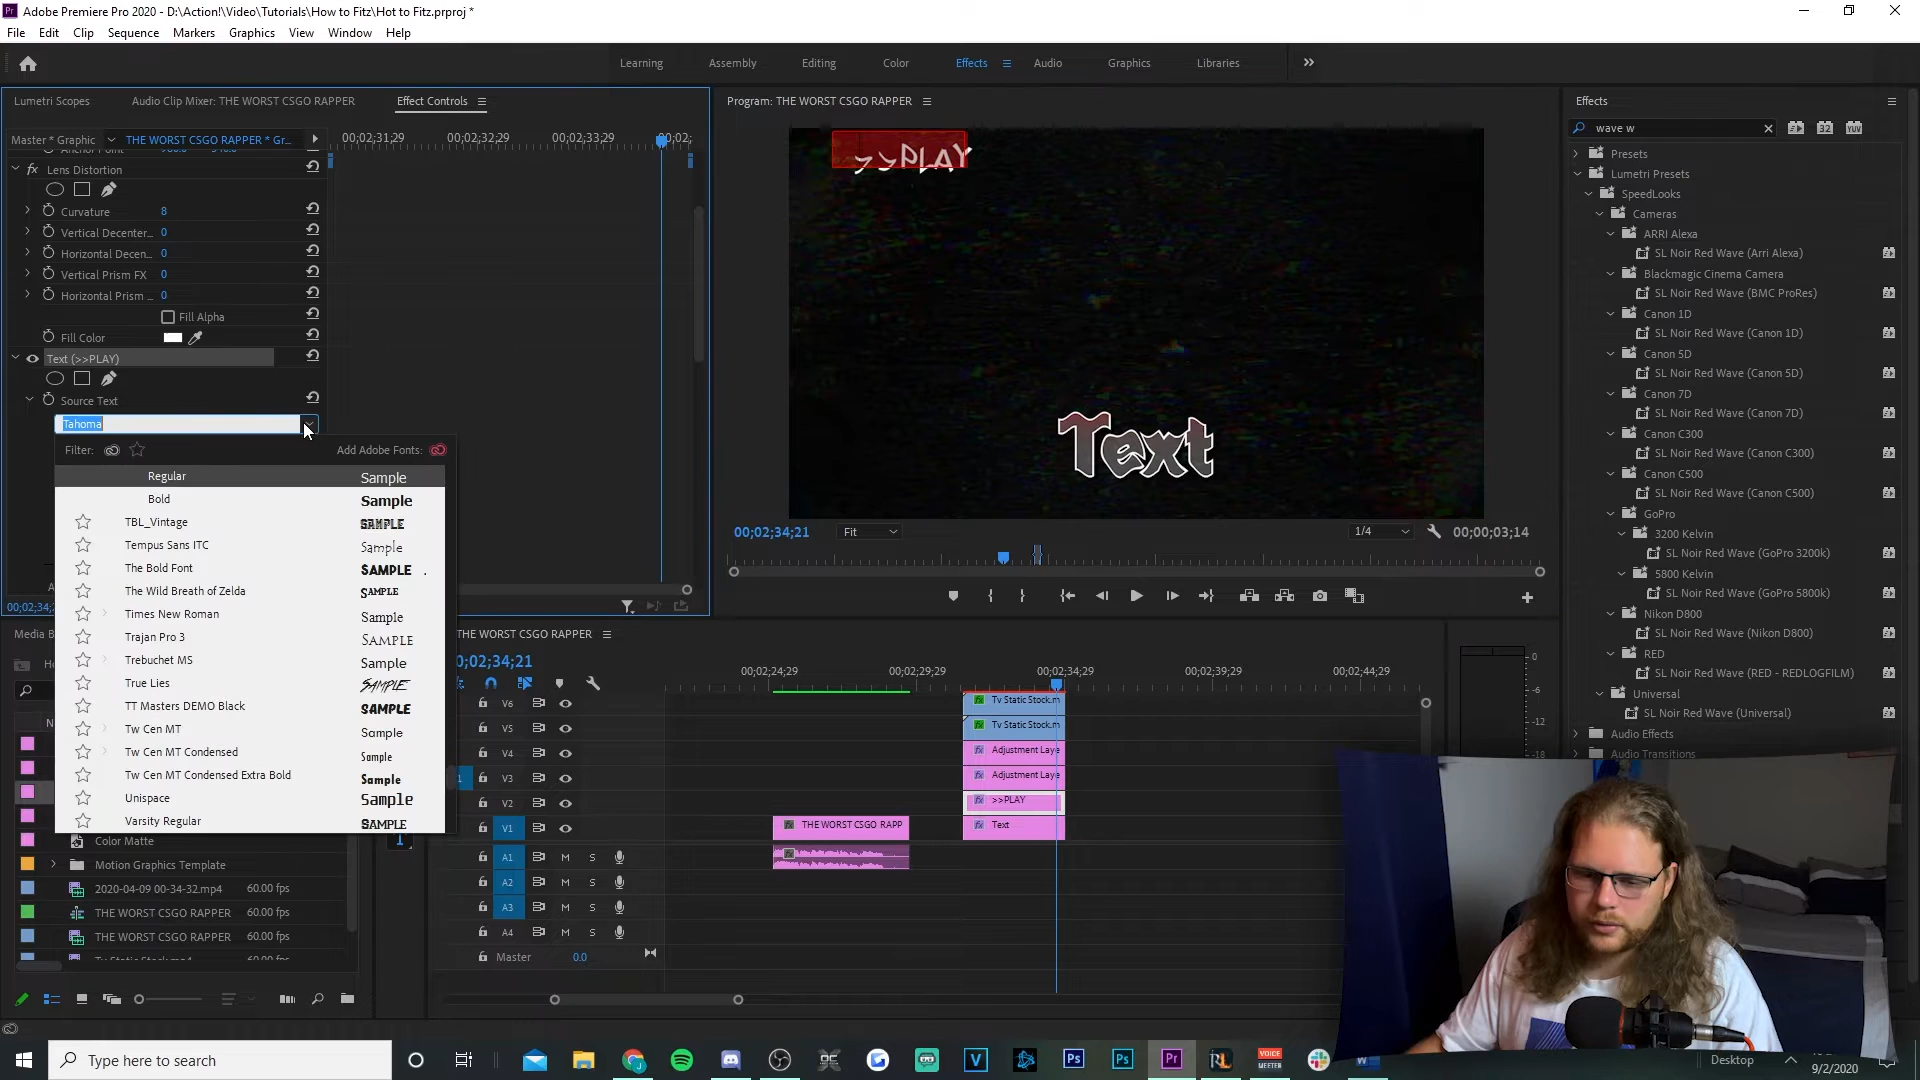 Adobe Premiere Pro 2020 - D:\Action!\Video\Tutorials\How to Fitz\Hot to Fitz.prproj *
File Edit Clip Sequence Markers Graphics View Window Help
Learning Assembly Editing Color Effects Audio Graphics Libraries
Lumetri Scopes Audio Clip Mixer: THE WORST CSGO RAPPER Effect Controls
Master * Graphic THE WORST CSGO RAPPER * Gr...
00;02;31;29 00;02;32;29 00;02;33;29 00;02;
fx Lens Distortion
Curvature 8
Vertical Decenter... 0
Horizontal Decen... 0
Vertical Prism FX 0
Horizontal Prism ... 0
Fill Alpha
Fill Color
Text (>>PLAY)
Source Text
Tahoma
Filter: Add Adobe Fonts:
Regular Sample
Bold Sample
TBL_Vintage SAMPLE
Tempus Sans ITC Sample
The Bold Font SAMPLE .
The Wild Breath of Zelda SAMPLE
Times New Roman Sample
Trajan Pro 3 SAMPLE
Trebuchet MS Sample
True Lies SAMPLE
TT Masters DEMO Black SAMPLE
Tw Cen MT Sample
Tw Cen MT Condensed Sample
Tw Cen MT Condensed Extra Bold Sample
Unispace Sample
Varsity Regular SAMPLE
Program: THE WORST CSGO RAPPER
>>PLAY
Text
00;02;34;21 Fit 1/4 00;00;03;14
Effects
wave w
Presets
Lumetri Presets
SpeedLooks
Cameras
ARRI Alexa
SL Noir Red Wave (Arri Alexa)
Blackmagic Cinema Camera
SL Noir Red Wave (BMC ProRes)
Canon 1D
SL Noir Red Wave (Canon 1D)
Canon 5D
SL Noir Red Wave (Canon 5D)
Canon 7D
SL Noir Red Wave (Canon 7D)
Canon C300
SL Noir Red Wave (Canon C300)
Canon C500
SL Noir Red Wave (Canon C500)
GoPro
3200 Kelvin
SL Noir Red Wave (GoPro 3200k)
5800 Kelvin
SL Noir Red Wave (GoPro 5800k)
Nikon D800
SL Noir Red Wave (Nikon D800)
RED
SL Noir Red Wave (RED - REDLOGFILM)
Universal
SL Noir Red Wave (Universal)
Audio Effects
Audio Transitions
Media B
Color Matte
Motion Graphics Template
2020-04-09 00-34-32.mp4 60.00 fps
THE WORST CSGO RAPPER 60.00 fps
THE WORST CSGO RAPPER 60.00 fps
THE WORST CSGO RAPPER
0;02;34;21
00;02;24;29 00;02;29;29 00;02;34;29 00;02;39;29 00;02;44;29
V6 Tv Static Stock.m
V5 Tv Static Stock.m
V4 Adjustment Laye
V3 Adjustment Laye
V2 >>PLAY
V1 THE WORST CSGO RAPP Text
A1 M S
A2 M S
A3 M S
A4 M S
Master 0.0
0
-6
-12
-18
Type here to search
Desktop
9/2/2020